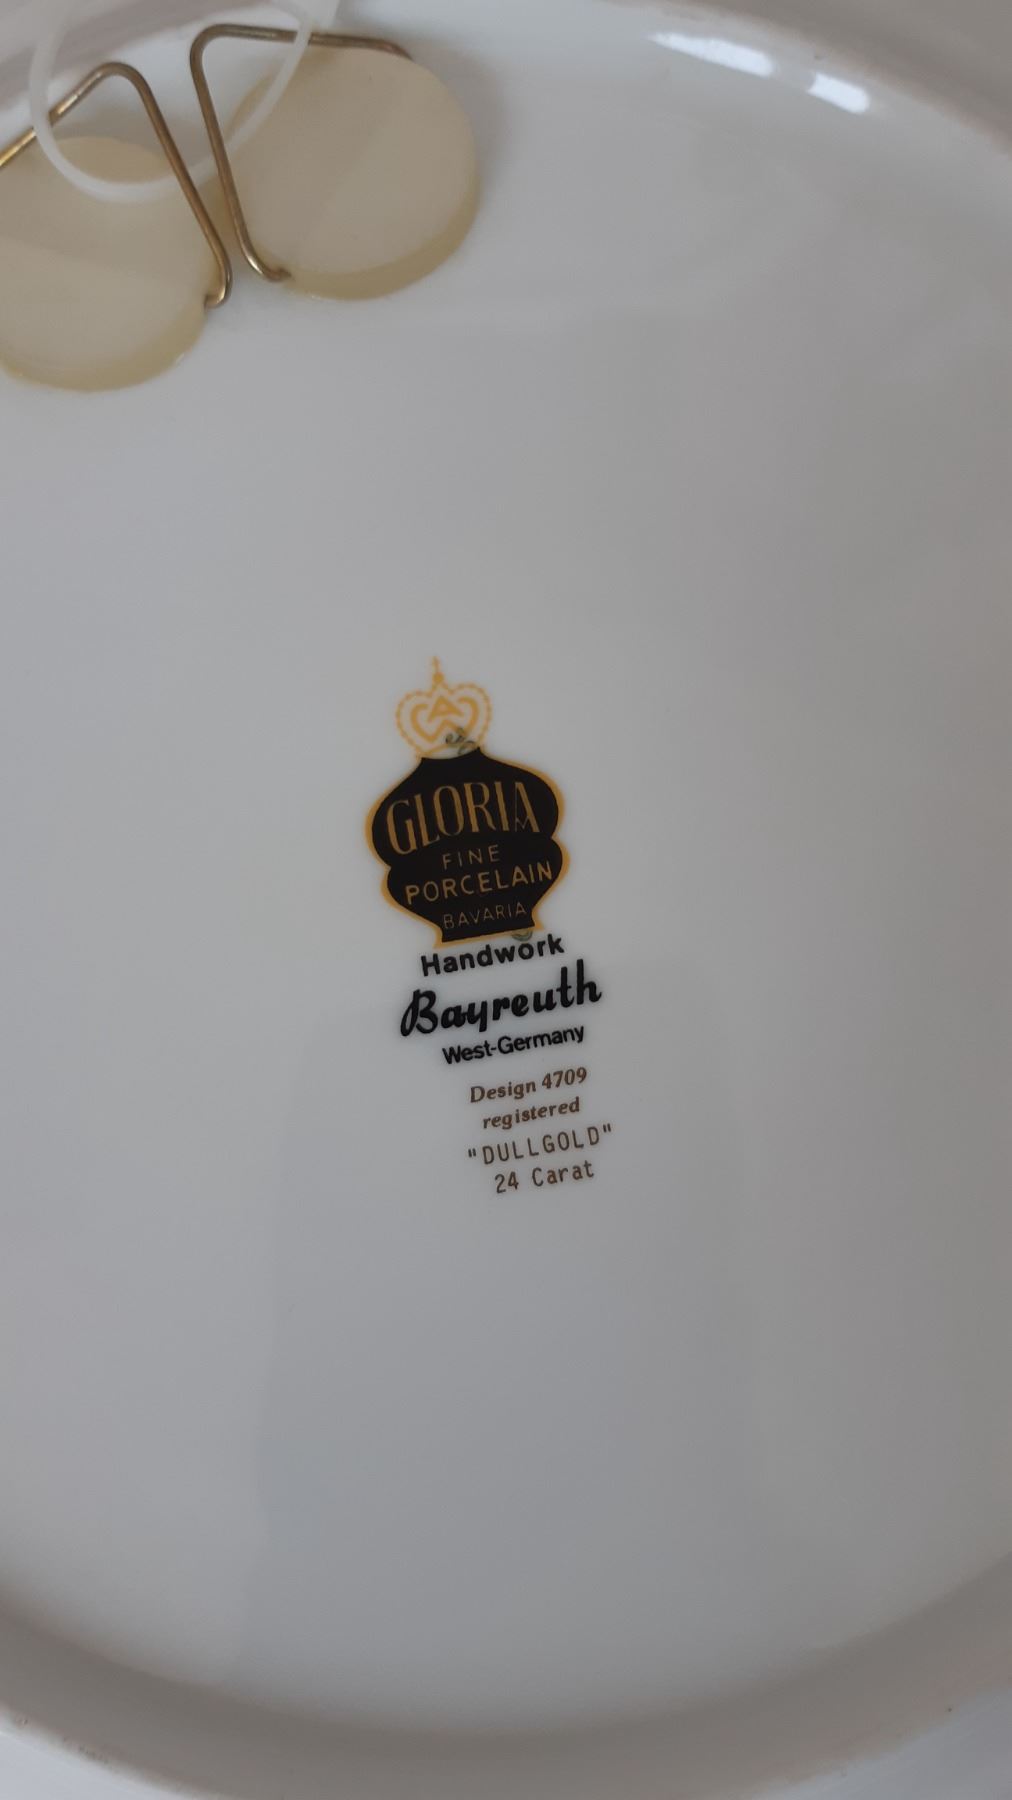 GLORIA
FINE
PORCELAIN
BAVARIA
Handwork
Bayreuth
West-Germany
Design 4709
registered
"DULLGOLD"
24 Carat